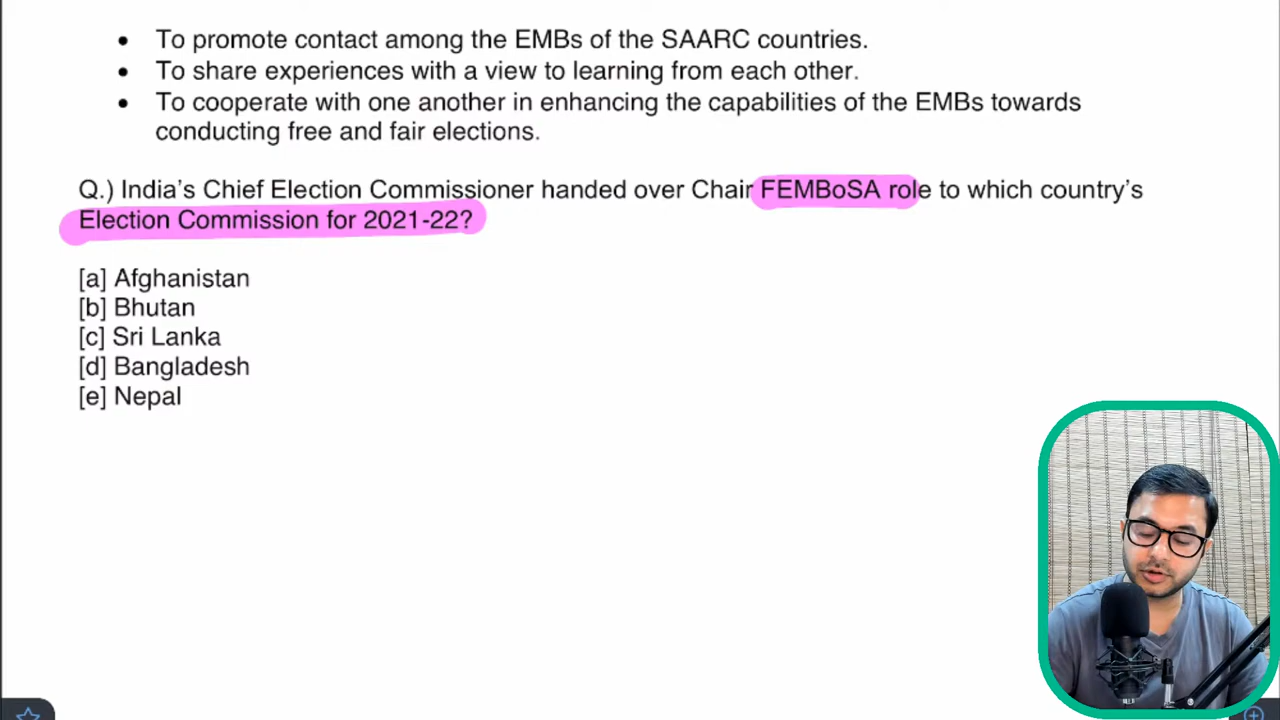 • To promote contact among the EMBs of the SAARC countries.
• To share experiences with a view to learning from each other.
• To cooperate with one another in enhancing the capabilities of the EMBs towards
conducting free and fair elections.
Q.) India’s Chief Election Commissioner handed over Chair FEMBoSA role to which country’s
Election Commission for 2021-22?
[a] Afghanistan
[b] Bhutan
[c] Sri Lanka
[d] Bangladesh
[e] Nepal